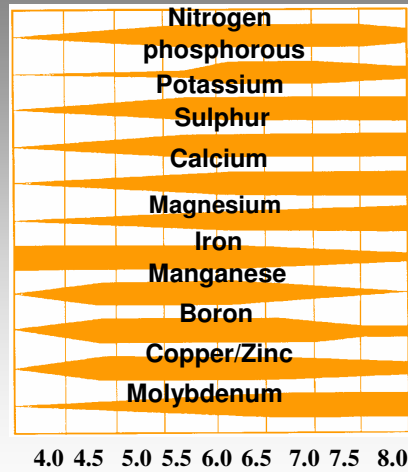 Nitrogen
phosphorous
Potassium
Sulphur
Calcium
Magnesium
Iron
Manganese
Boron
Copper/Zinc
Molybdenum
4.0 4.5 5.0 5.5 6.0 6.5 7.0 7.5 8.0